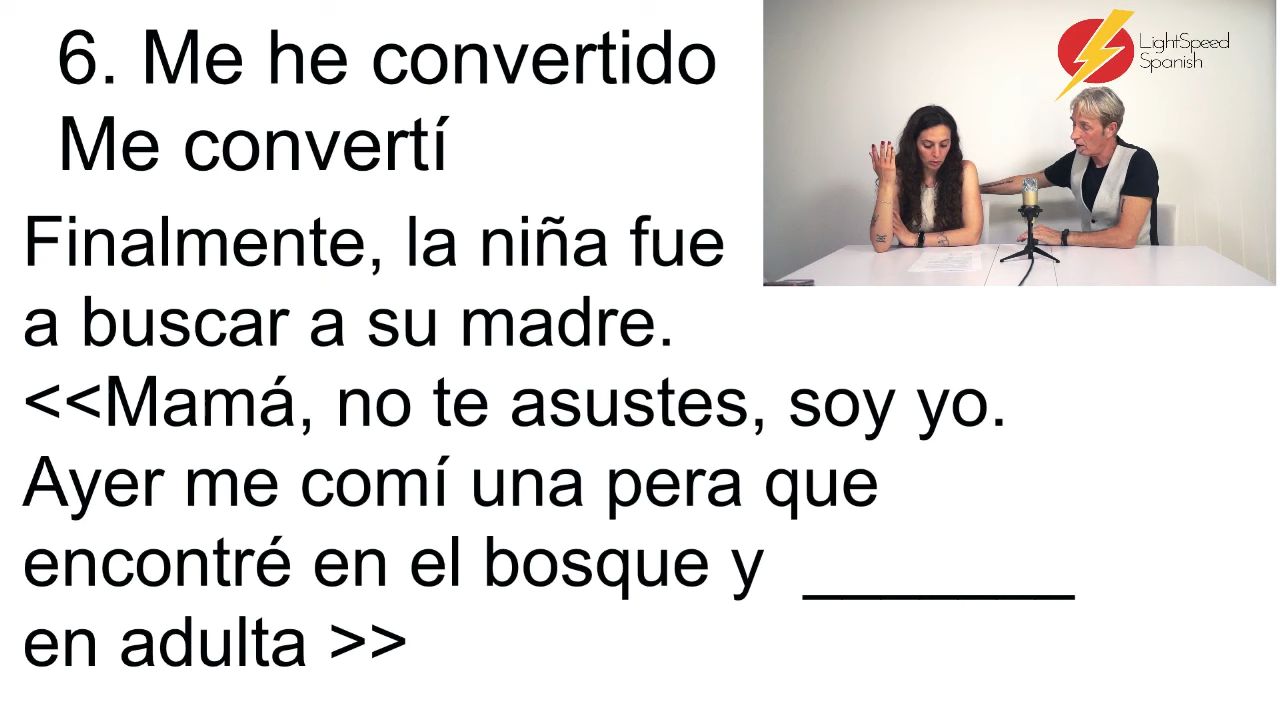 6. Me he convertido
Me convertí
LightSpeed
Spanish
Finalmente, la niña fue
a buscar a su madre.
<<Mamá, no te asustes, soy yo.
Ayer me comí una pera que
encontré en el bosque y _______
en adulta >>